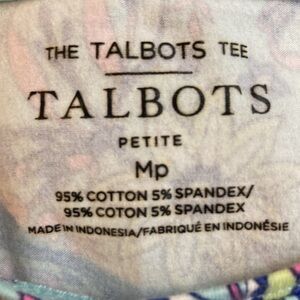 THE TALBOTS TEE
TALBOTS
PETITE
Mp
95% COTTON 5% SPANDEX/
95% COTON 5% SPANDEX
MADE IN INDONESIA/FABRIQUÉ EN INDONÉSIE